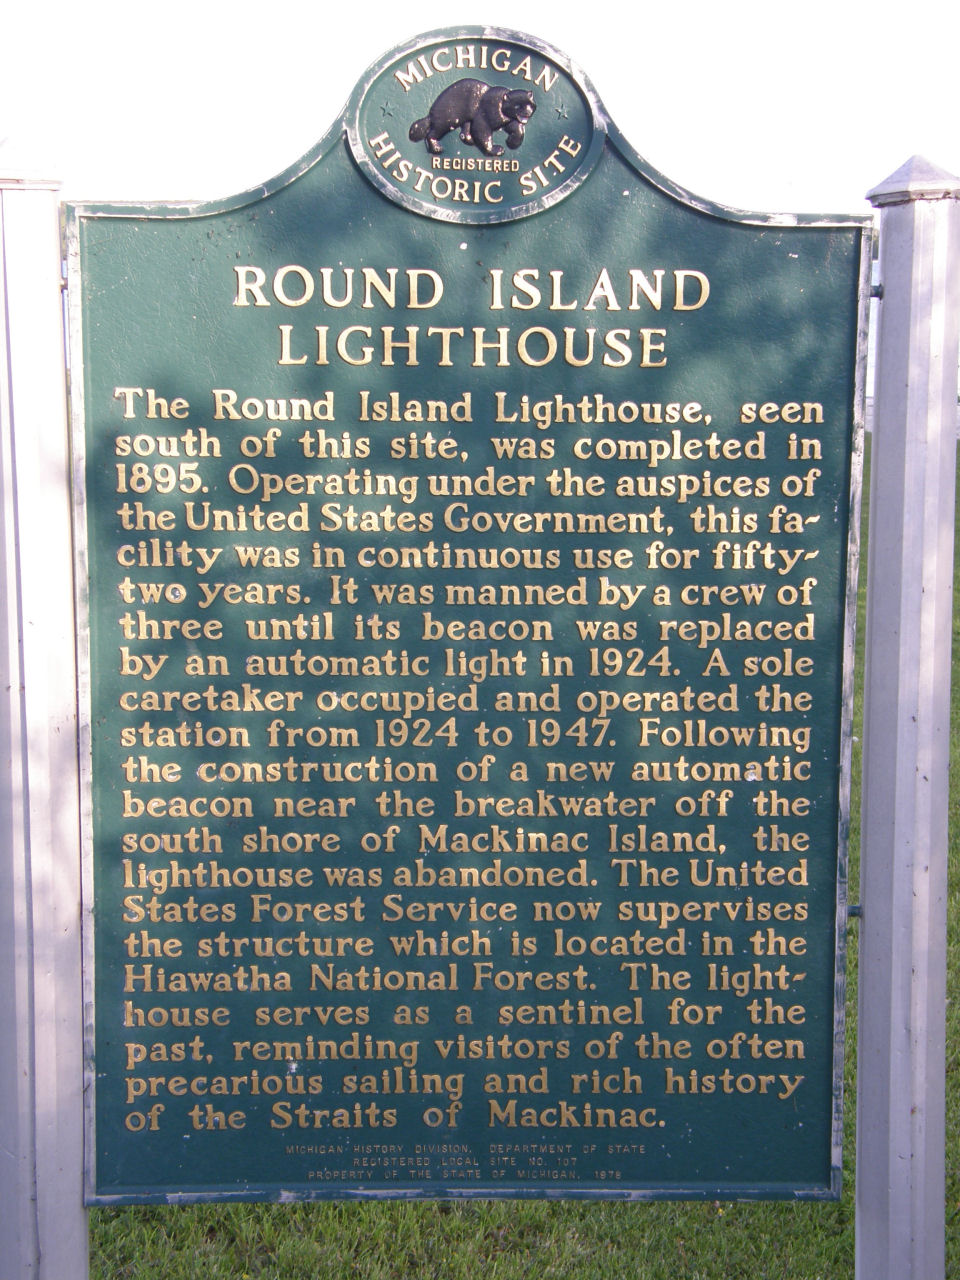 MICHIGAN
REGISTERED
HISTORIC SITE
ROUND ISLAND
LIGHTHOUSE
The Round Island Lighthouse, seen
south of this site, was completed in
1895. Operating under the auspices of
the United States Government, this fa-
cility was in continuous use for fifty-
two years. It was manned by a crew of
three until its beacon was replaced
by an automatic light in 1924. A sole
caretaker occupied and operated the
station from 1924 to 1947. Following
the construction of a new automatic
beacon near the breakwater off the
south shore of Mackinac Island, the
lighthouse was abandoned. The United
States Forest Service now supervises
the structure which is located in the
Hiawatha National Forest. The light-
house serves as a sentinel for the
past, reminding visitors of the often
precarious sailing and rich history
of the Straits of Mackinac.
MICHIGAN HISTORY DIVISION, DEPARTMENT OF STATE
REGISTERED LOCAL SITE NO. 107
PROPERTY OF THE STATE OF MICHIGAN, 1978